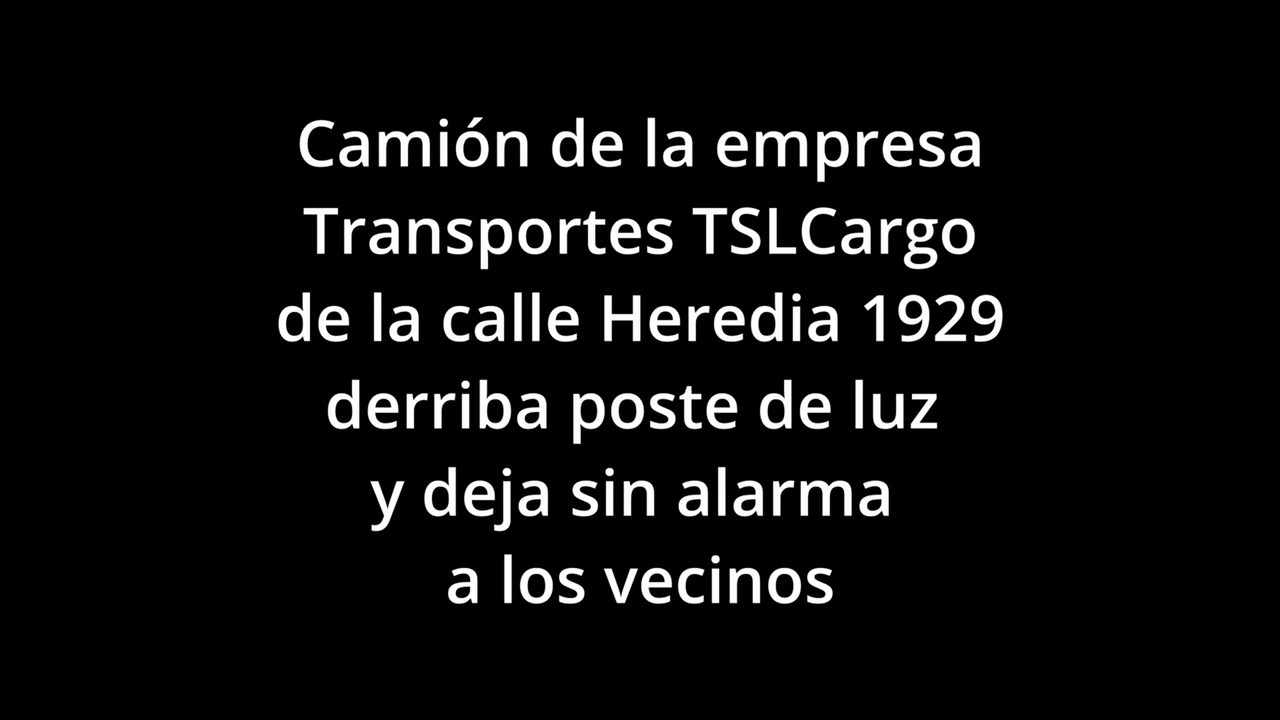 Camión de la empresa
Transportes TSLCargo
de la calle Heredia 1929
derriba poste de luz
y deja sin alarma
a los vecinos